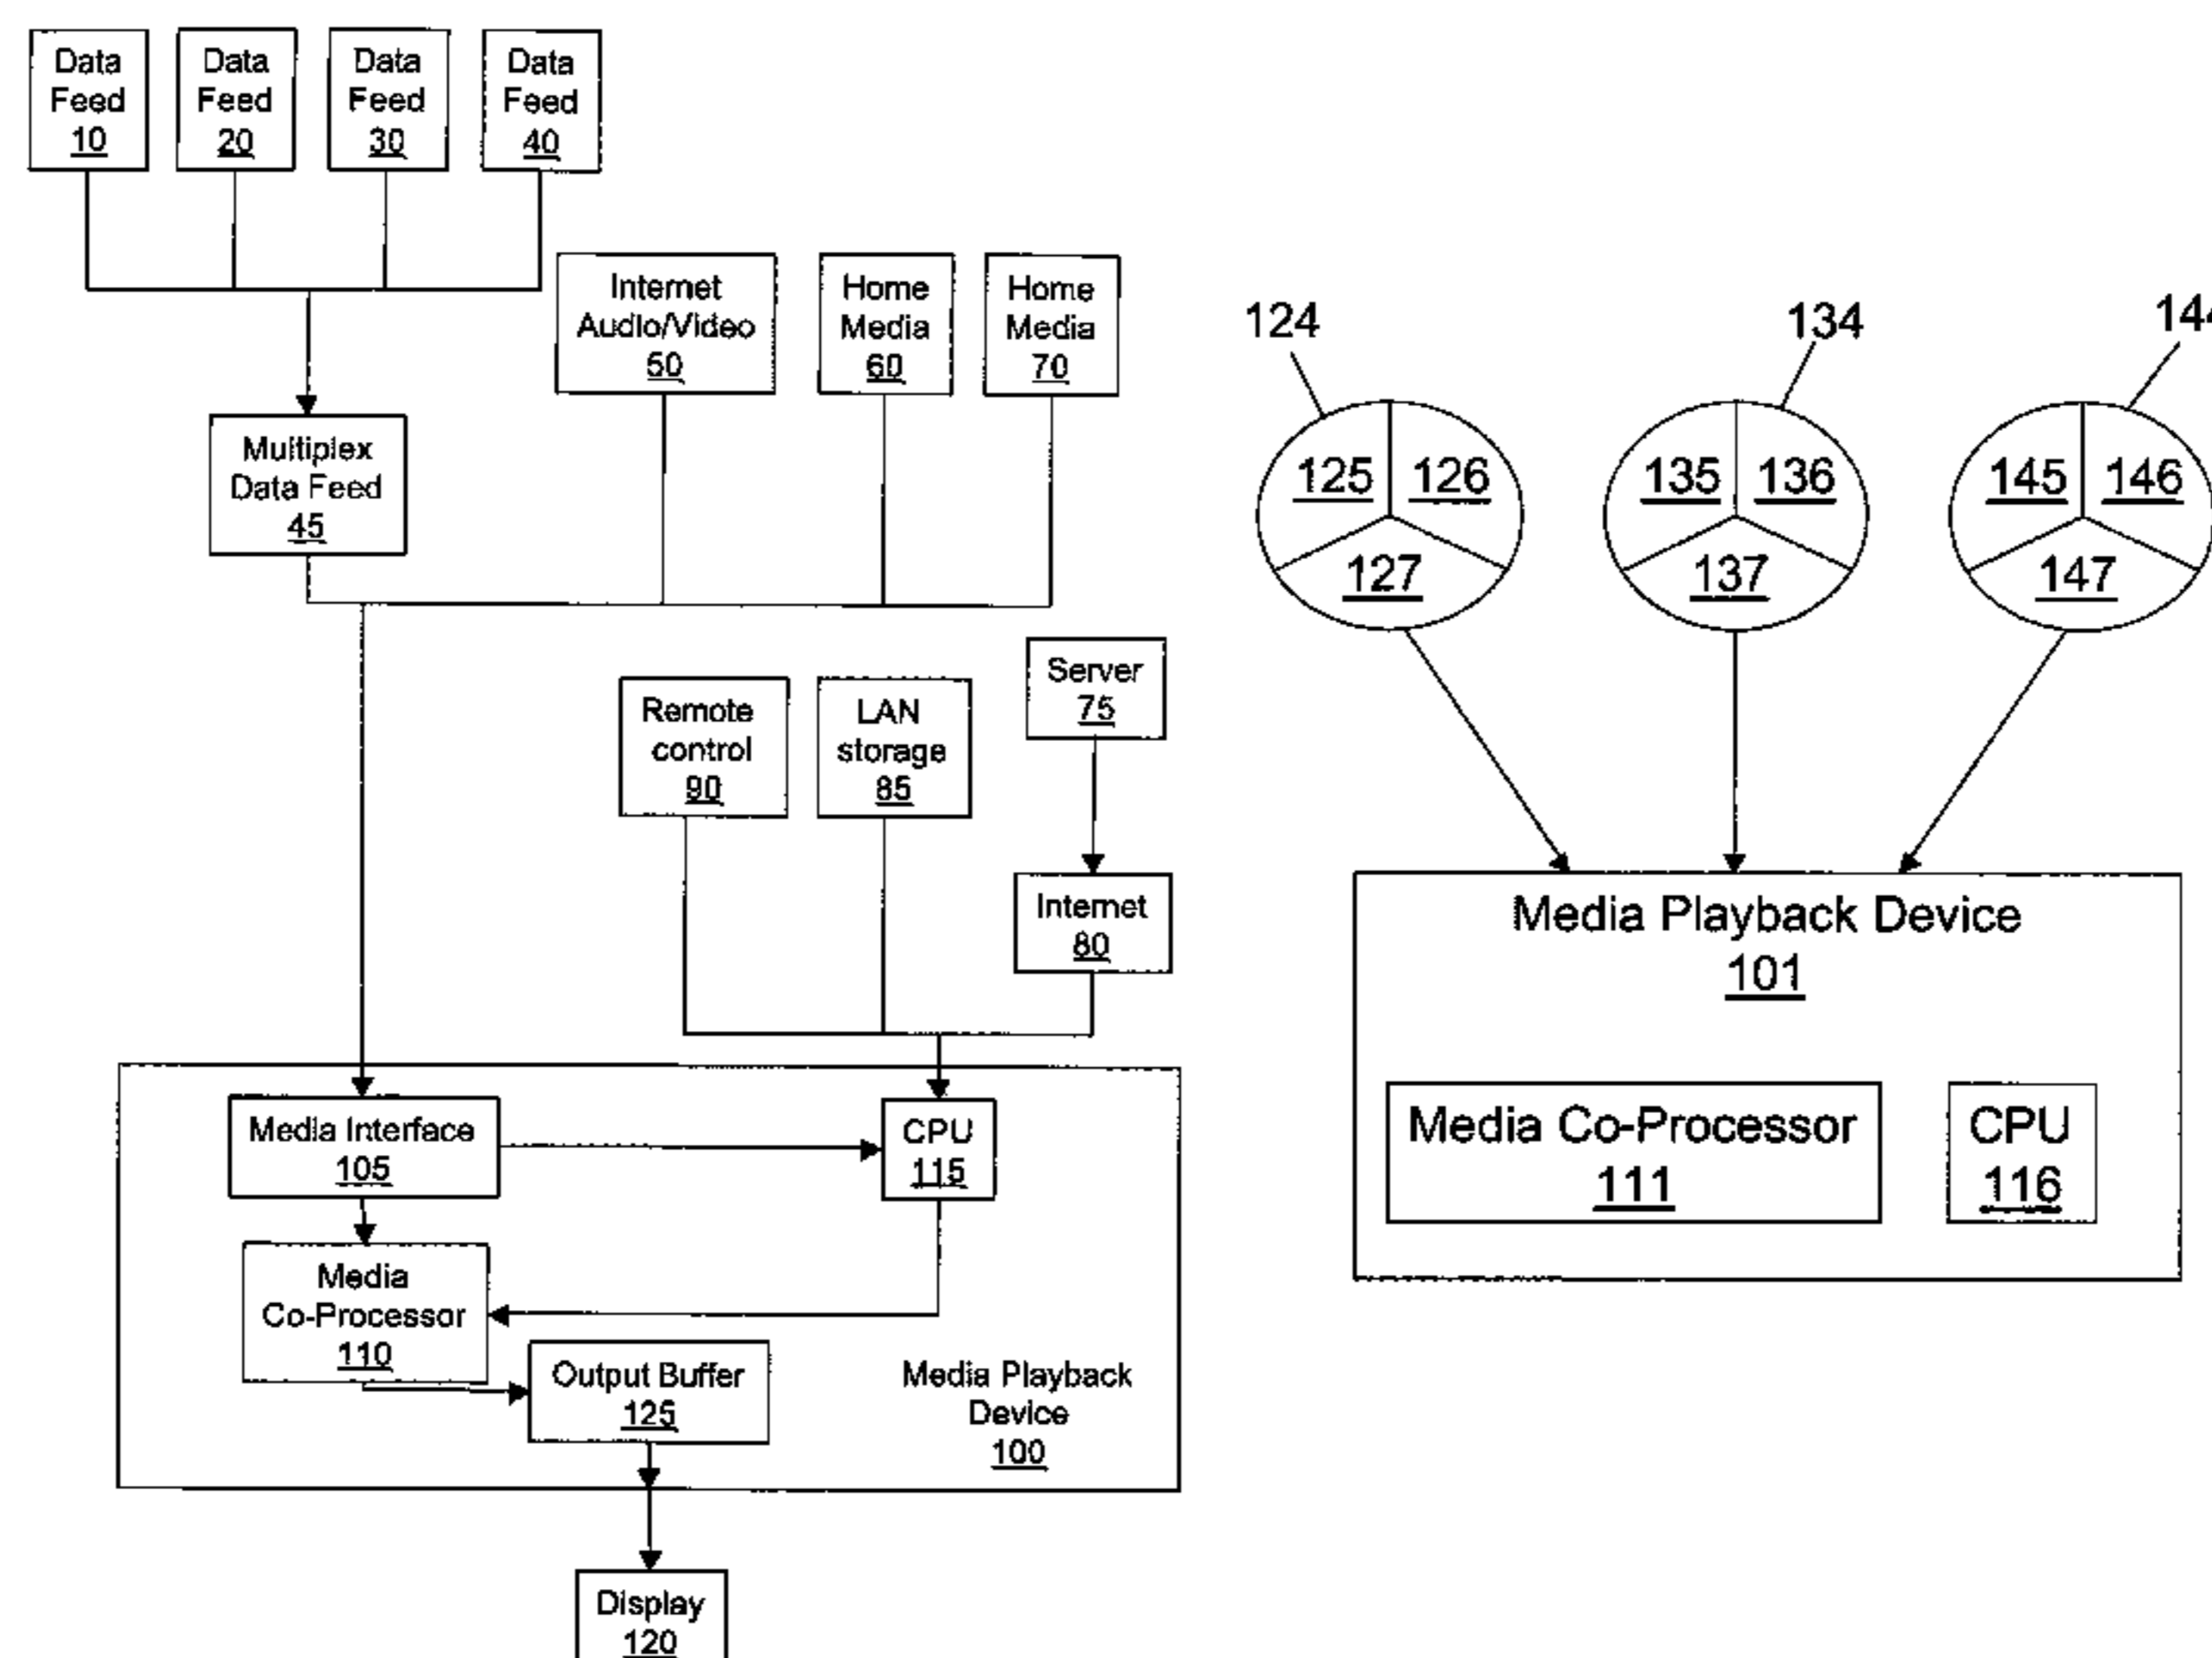 Data Feed 10
Data Feed 20
Data Feed 30
Data Feed 40
Internet Audio/Video 50
Home Media 60
Home Media 70
Multiplex Data Feed 45
Remote control 90
LAN storage 85
Server 75
Internet 80
Media Interface 105
CPU 115
Media Co-Processor 110
Output Buffer 125
Media Playback Device 100
Display 120
124
134
125
126
127
135
136
137
145
146
147
Media Playback Device
101
Media Co-Processor
111
CPU
116